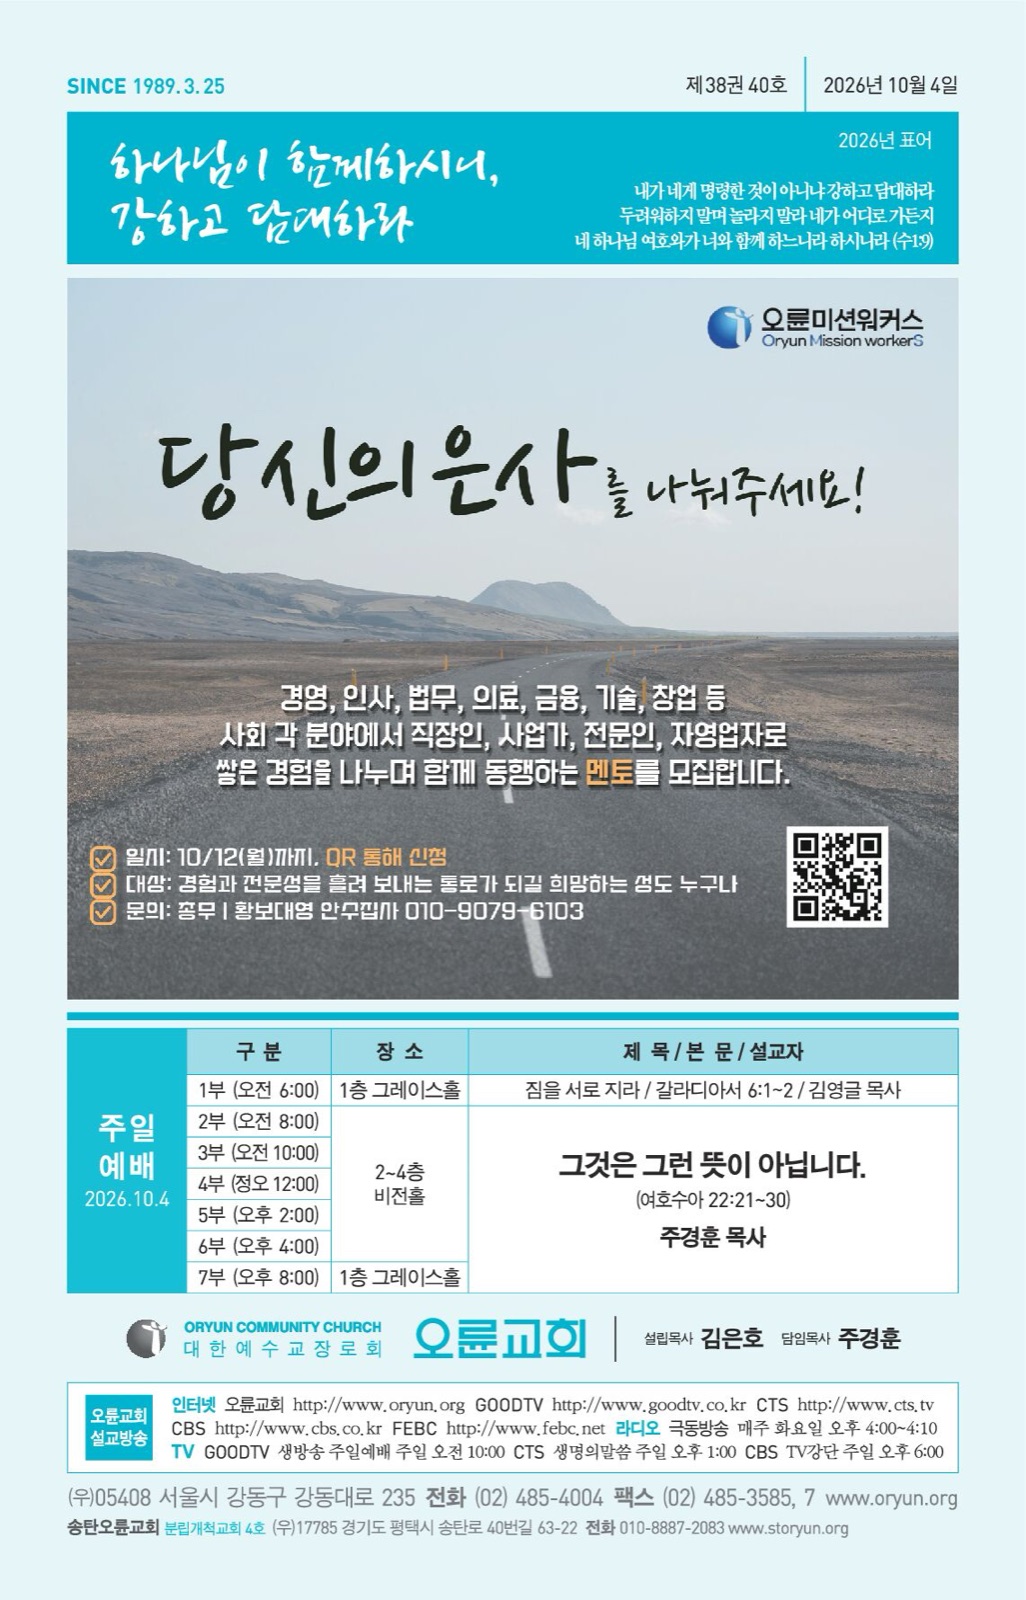 SINCE 1989. 3. 25
제38권 40호
2026년 10월 4일
하나님이 함께하시니,
강하고 담대하라
2026년 표어
내가 네게 명령한 것이 아니냐 강하고 담대하라
두려워하지 말며 놀라지 말라 네가 어디로 가든지
네 하나님 여호와가 너와 함께 하느니라 하시니라 (수1:9)
오륜미션워커스
Oryun Mission workerS
당신의 은사를 나눠주세요!
경영, 인사, 법무, 의료, 금융, 기술, 창업 등
사회 각 분야에서 직장인, 사업가, 전문인, 자영업자로
쌓은 경험을 나누며 함께 동행하는 멘토를 모집합니다.
일시: 10/12(월)까지, QR 통해 신청
대상: 경험과 전문성을 흘려 보내는 통로가 되길 희망하는 성도 누구나
문의: 총무 | 황보대영 안수집사 010-9079-6103
주일
예배
2026.10.4
구 분 장 소 제 목 / 본 문 / 설교자
1부 (오전 6:00) 1층 그레이스홀 짐을 서로 지라 / 갈라디아서 6:1~2 / 김영글 목사
2부 (오전 8:00)
3부 (오전 10:00)
4부 (정오 12:00)
5부 (오후 2:00)
6부 (오후 4:00)
2~4층
비전홀
7부 (오후 8:00) 1층 그레이스홀
그것은 그런 뜻이 아닙니다.
(여호수아 22:21~30)
주경훈 목사
ORYUN COMMUNITY CHURCH
대한예수교장로회
오륜교회
설립목사 김은호 담임목사 주경훈
오륜교회
설교방송
인터넷 오륜교회 http://www.oryun.org GOODTV http://www.goodtv.co.kr CTS http://www.cts.tv
CBS http://www.cbs.co.kr FEBC http://www.febc.net 라디오 극동방송 매주 화요일 오후 4:00~4:10
TV GOODTV 생방송 주일예배 주일 오전 10:00 CTS 생명의말씀 주일 오후 1:00 CBS TV강단 주일 오후 6:00
(우)05408 서울시 강동구 강동대로 235 전화 (02) 485-4004 팩스 (02) 485-3585, 7 www.oryun.org
송탄오륜교회 분립개척교회 4호 (우)17785 경기도 평택시 송탄로 40번길 63-22 전화 010-8887-2083 www.storyun.org